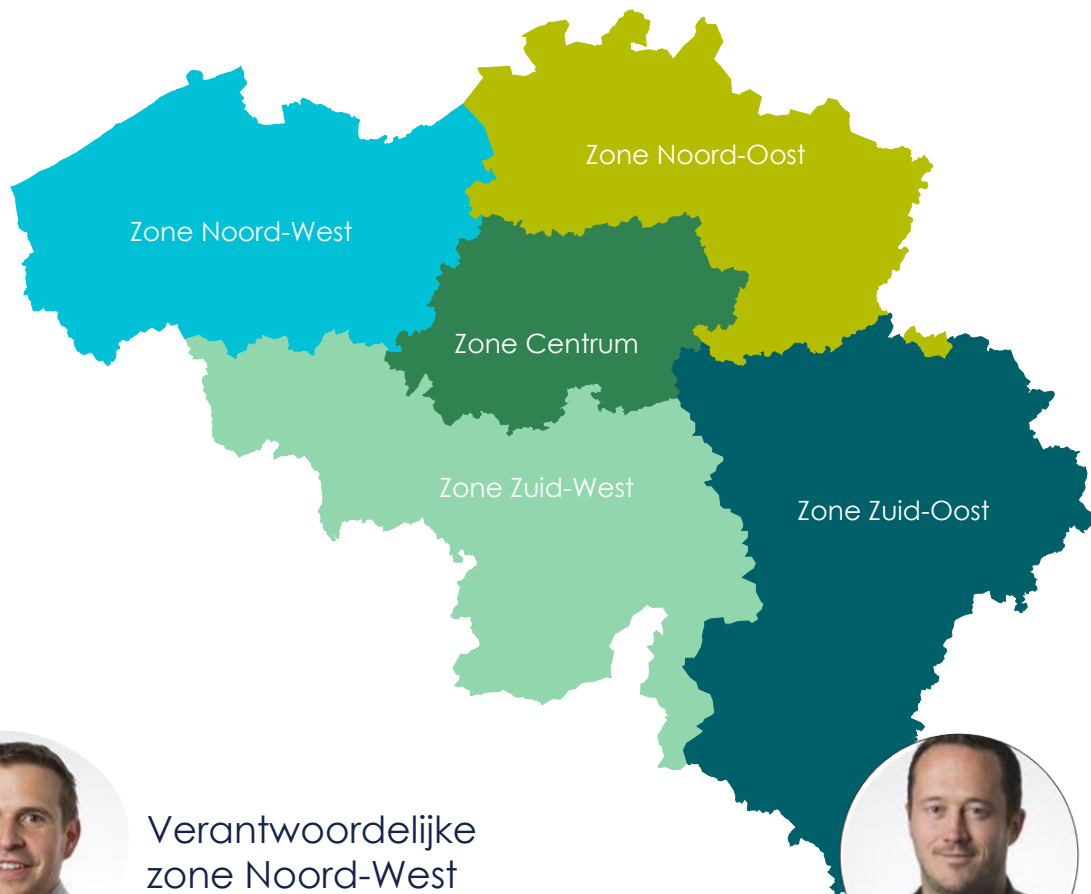 Zone Noord-Oost
Zone Noord-West
Zone Centrum
Zone Zuid-West
Zone Zuid-Oost
Verantwoordelijke
zone Noord-West